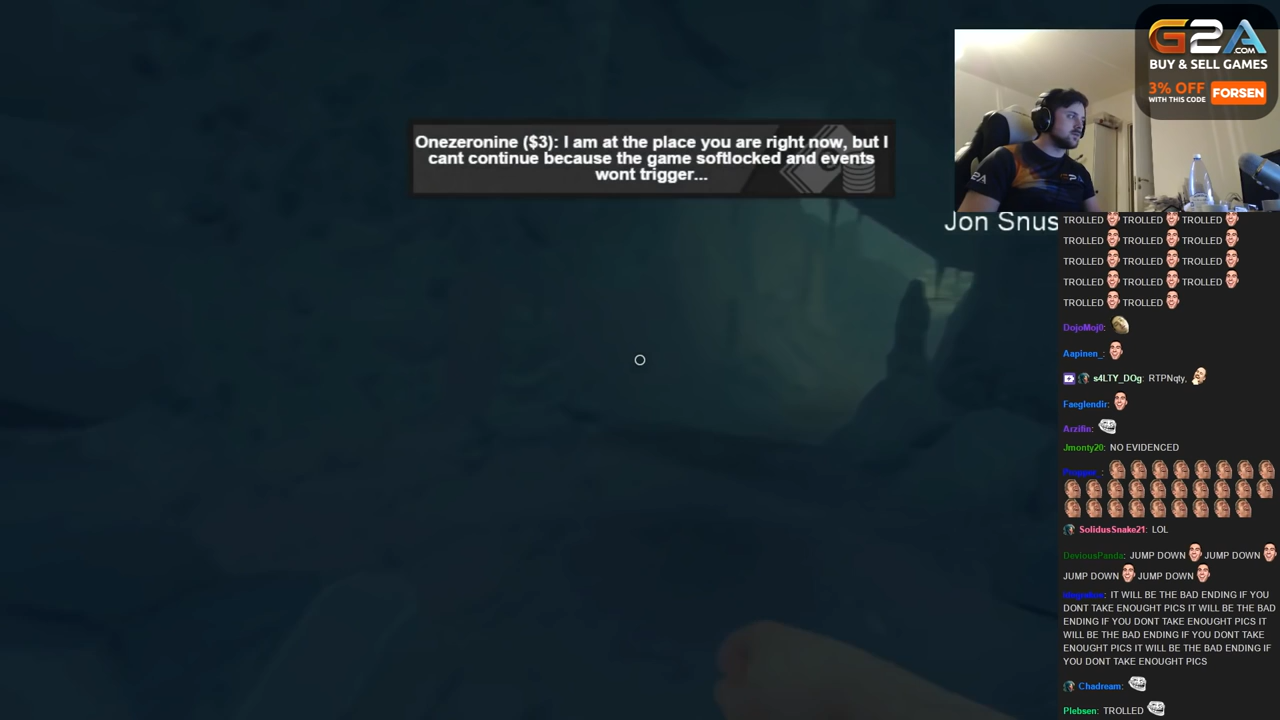 G2A
.COM
BUY & SELL GAMES
3% OFF
WITH THIS CODE
FORSEN
Onezeronine ($3): I am at the place you are right now, but I
cant continue because the game softlocked and events
wont trigger...
G2A
Jon Snus
TROLLED TROLLED TROLLED
TROLLED TROLLED TROLLED
TROLLED TROLLED TROLLED
TROLLED TROLLED TROLLED
TROLLED TROLLED
DojoMoj0:
Aapinen_:
s4LTY_DOg: RTPNqty,
Faeglendir:
Arzifin:
Jmonty20: NO EVIDENCED
SolidusSnake21: LOL
DeviousPanda: JUMP DOWN JUMP DOWN
JUMP DOWN JUMP DOWN
IT WILL BE THE BAD ENDING IF YOU
DONT TAKE ENOUGHT PICS IT WILL BE THE BAD
ENDING IF YOU DONT TAKE ENOUGHT PICS IT
WILL BE THE BAD ENDING IF YOU DONT TAKE
ENOUGHT PICS IT WILL BE THE BAD ENDING IF
YOU DONT TAKE ENOUGHT PICS
Chadream:
Plebsen: TROLLED